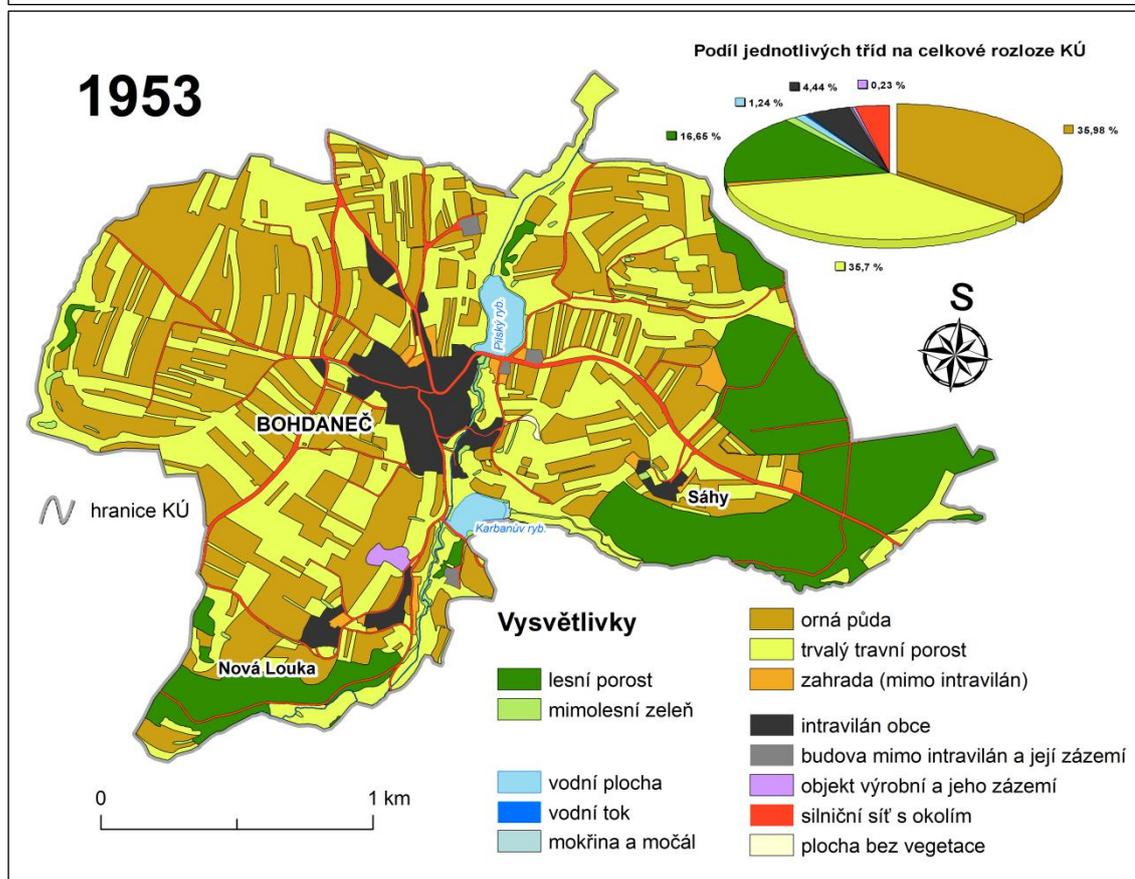 1953
Podíl jednotlivých tříd na celkové rozloze KÚ
4,44 %
0,23 %
1,24 %
16,65 %
35,98 %
35,7 %
S
Pilský ryb.
BOHDANEČ
Sáhy
hranice KÚ
Karbanův ryb.
Nová Louka
0
1 km
Vysvětlivky
lesní porost
mimolesní zeleň
vodní plocha
vodní tok
mokřina a močál
orná půda
trvalý travní porost
zahrada (mimo intravilán)
intravilán obce
budova mimo intravilán a její zázemí
objekt výrobní a jeho zázemí
silniční síť s okolím
plocha bez vegetace